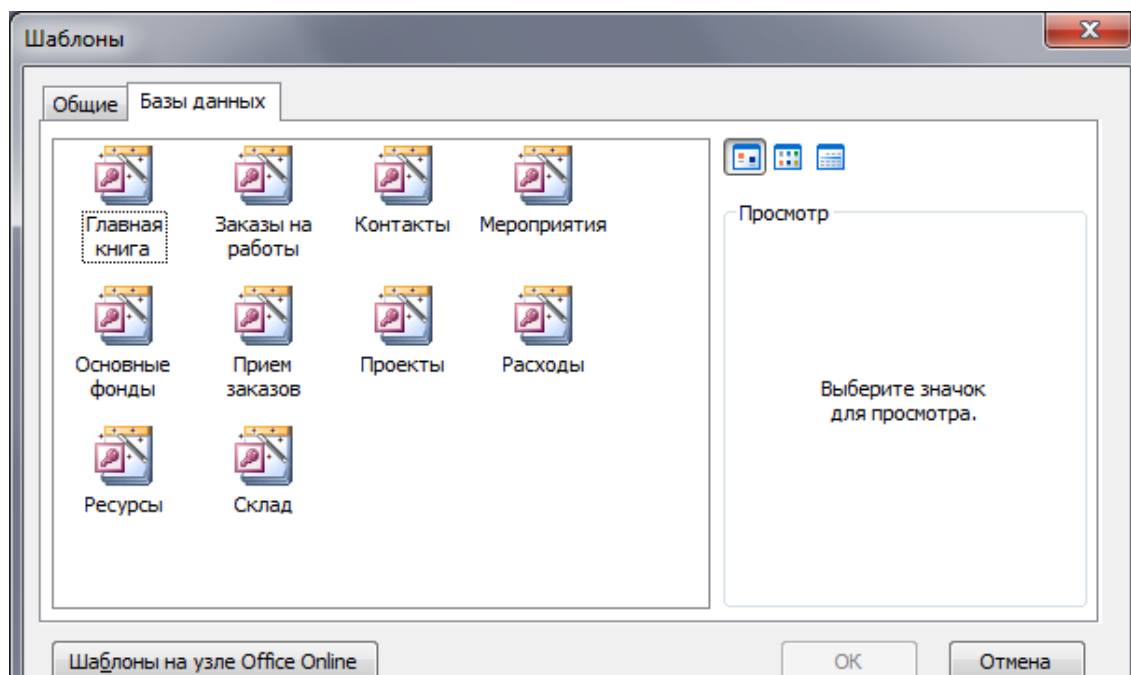 Шаблоны
Общие
Базы данных
Главная
книга
Заказы на
работы
Контакты
Мероприятия
Основные
фонды
Прием
заказов
Проекты
Расходы
Ресурсы
Склад
Просмотр
Выберите значок
для просмотра.
Шаблоны на узле Office Online
ОК
Отмена